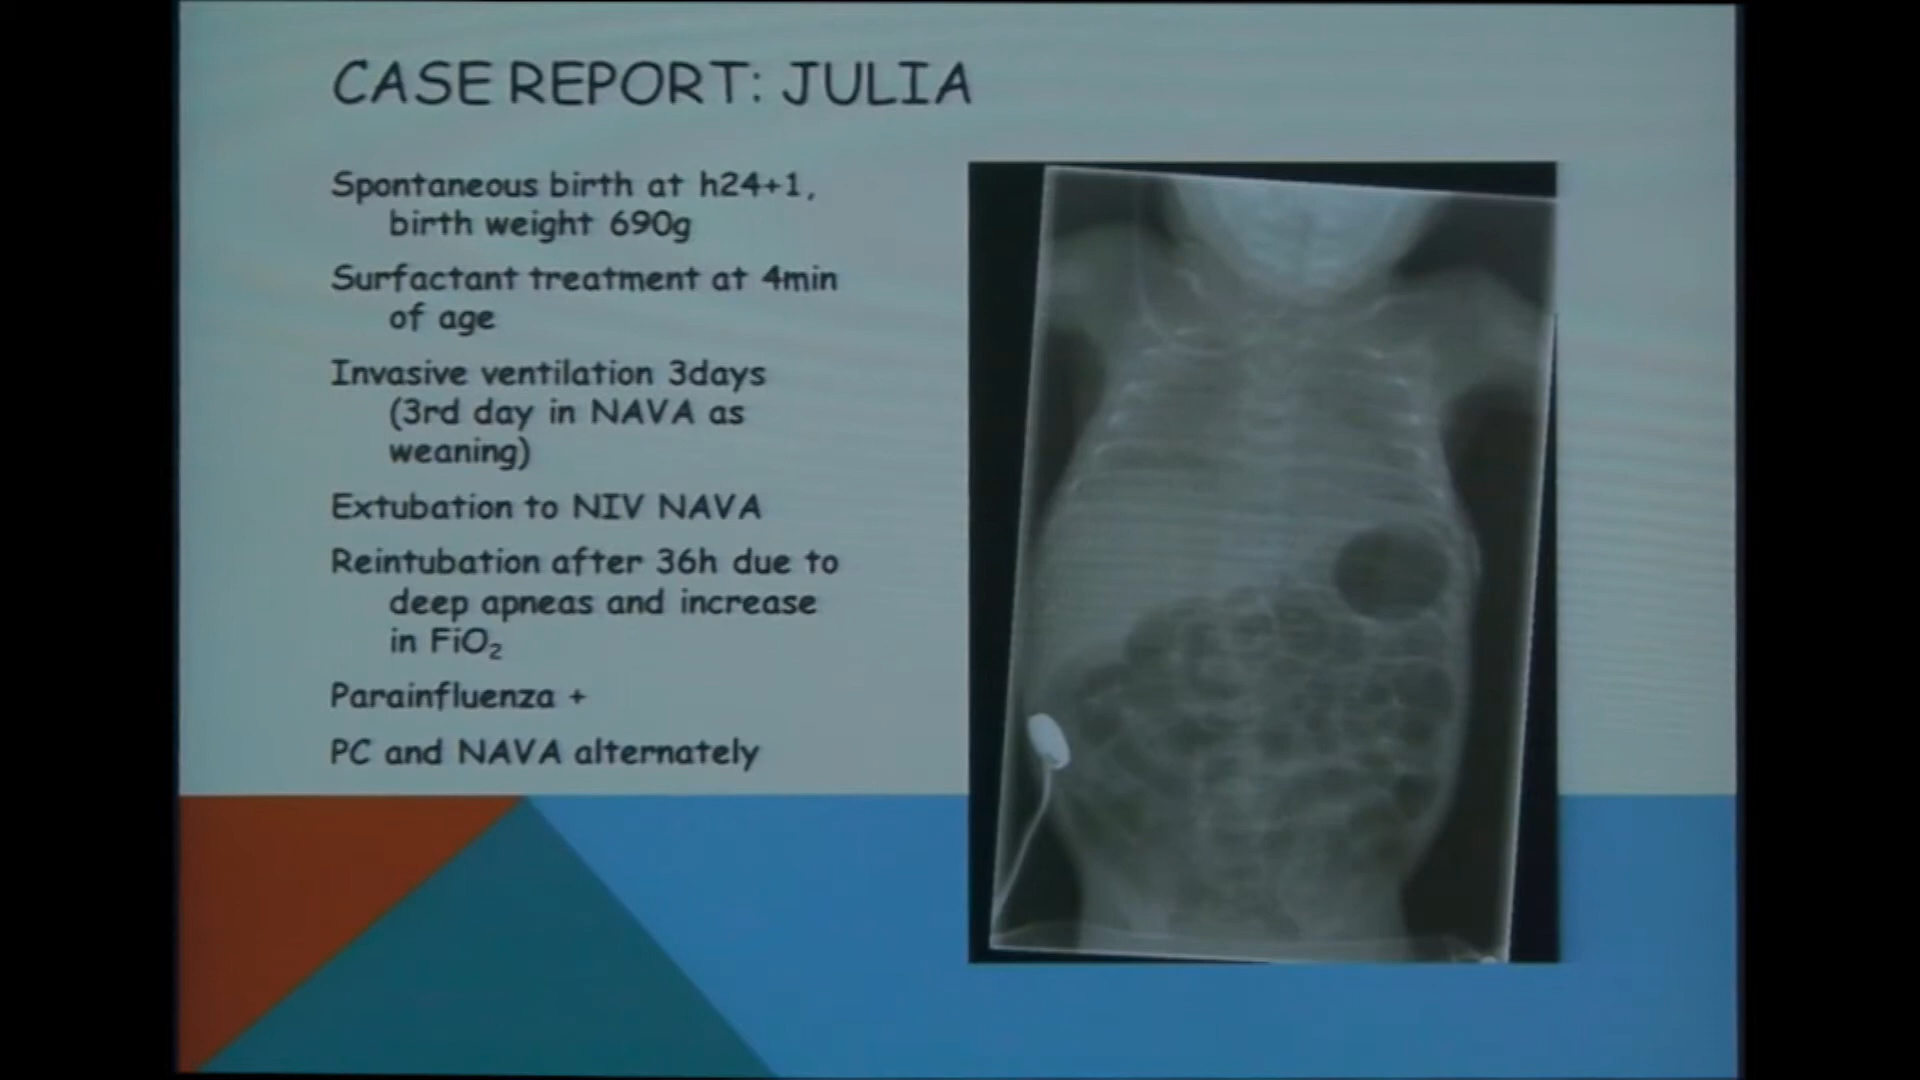 CASE REPORT: JULIA
Spontaneous birth at h24+1,
birth weight 690g
Surfactant treatment at 4min
of age
Invasive ventilation 3days
(3rd day in NAVA as
weaning)
Extubation to NIV NAVA
Reintubation after 36h due to
deep apneas and increase
in FiO₂
Parainfluenza +
PC and NAVA alternately